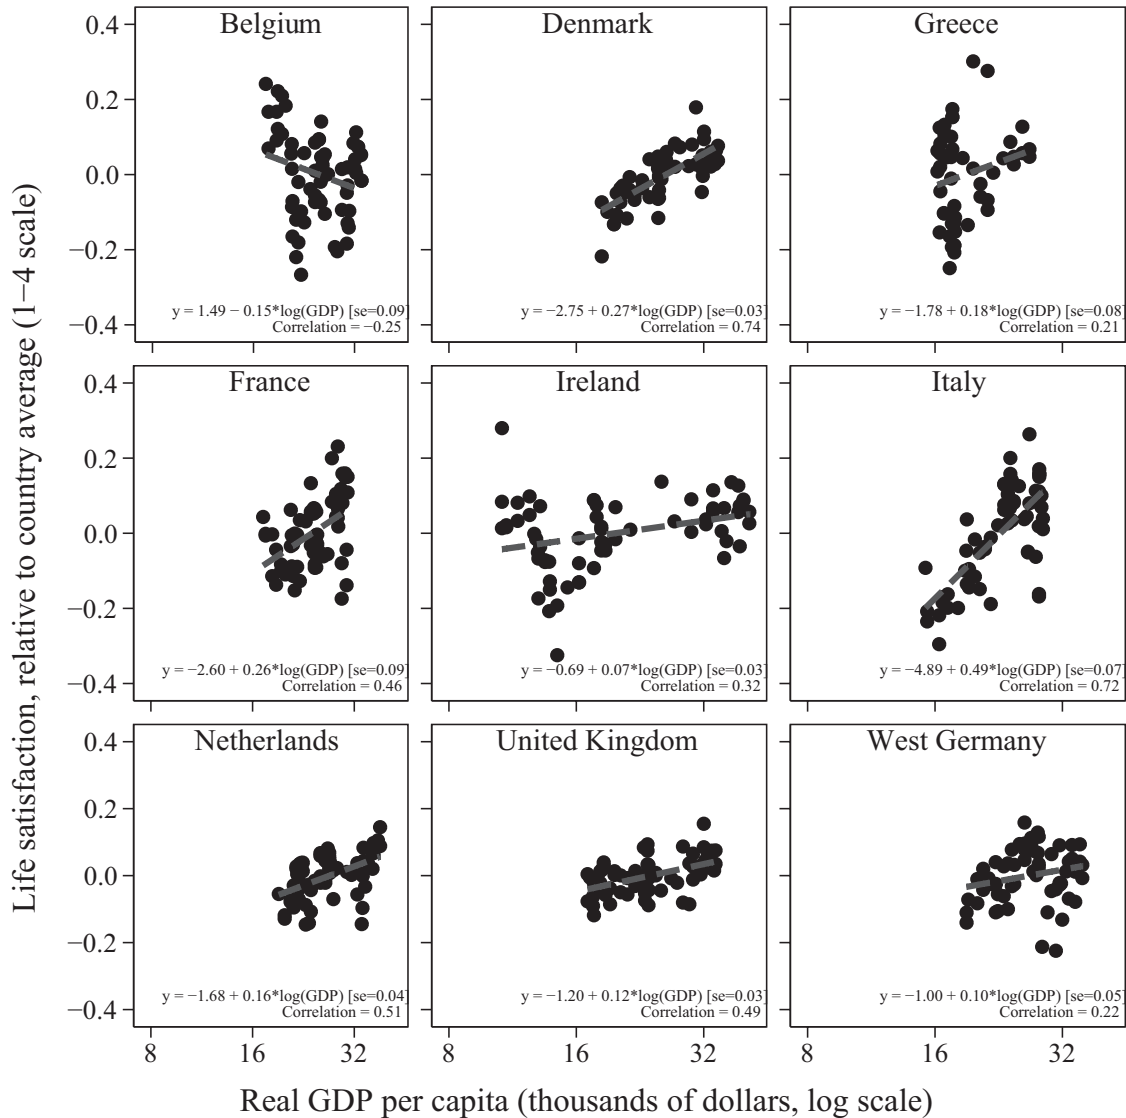 Life satisfaction, relative to country average (1−4 scale)
Belgium
0.4
0.2
0.0
−0.2
−0.4
y = 1.49 − 0.15*log(GDP) [se=0.09]
Correlation = −0.25
8
16
32
Denmark
y = −2.75 + 0.27*log(GDP) [se=0.03]
Correlation = 0.74
8
16
32
Greece
y = −1.78 + 0.18*log(GDP) [se=0.08]
Correlation = 0.21
8
16
32
France
0.4
0.2
0.0
−0.2
−0.4
y = −2.60 + 0.26*log(GDP) [se=0.09]
Correlation = 0.46
Ireland
y = −0.69 + 0.07*log(GDP) [se=0.03]
Correlation = 0.32
Italy
y = −4.89 + 0.49*log(GDP) [se=0.07]
Correlation = 0.72
Netherlands
0.4
0.2
0.0
−0.2
−0.4
y = −1.68 + 0.16*log(GDP) [se=0.04]
Correlation = 0.51
8
16
32
United Kingdom
y = −1.20 + 0.12*log(GDP) [se=0.03]
Correlation = 0.49
8
16
32
West Germany
y = −1.00 + 0.10*log(GDP) [se=0.05]
Correlation = 0.22
8
16
32
Real GDP per capita (thousands of dollars, log scale)